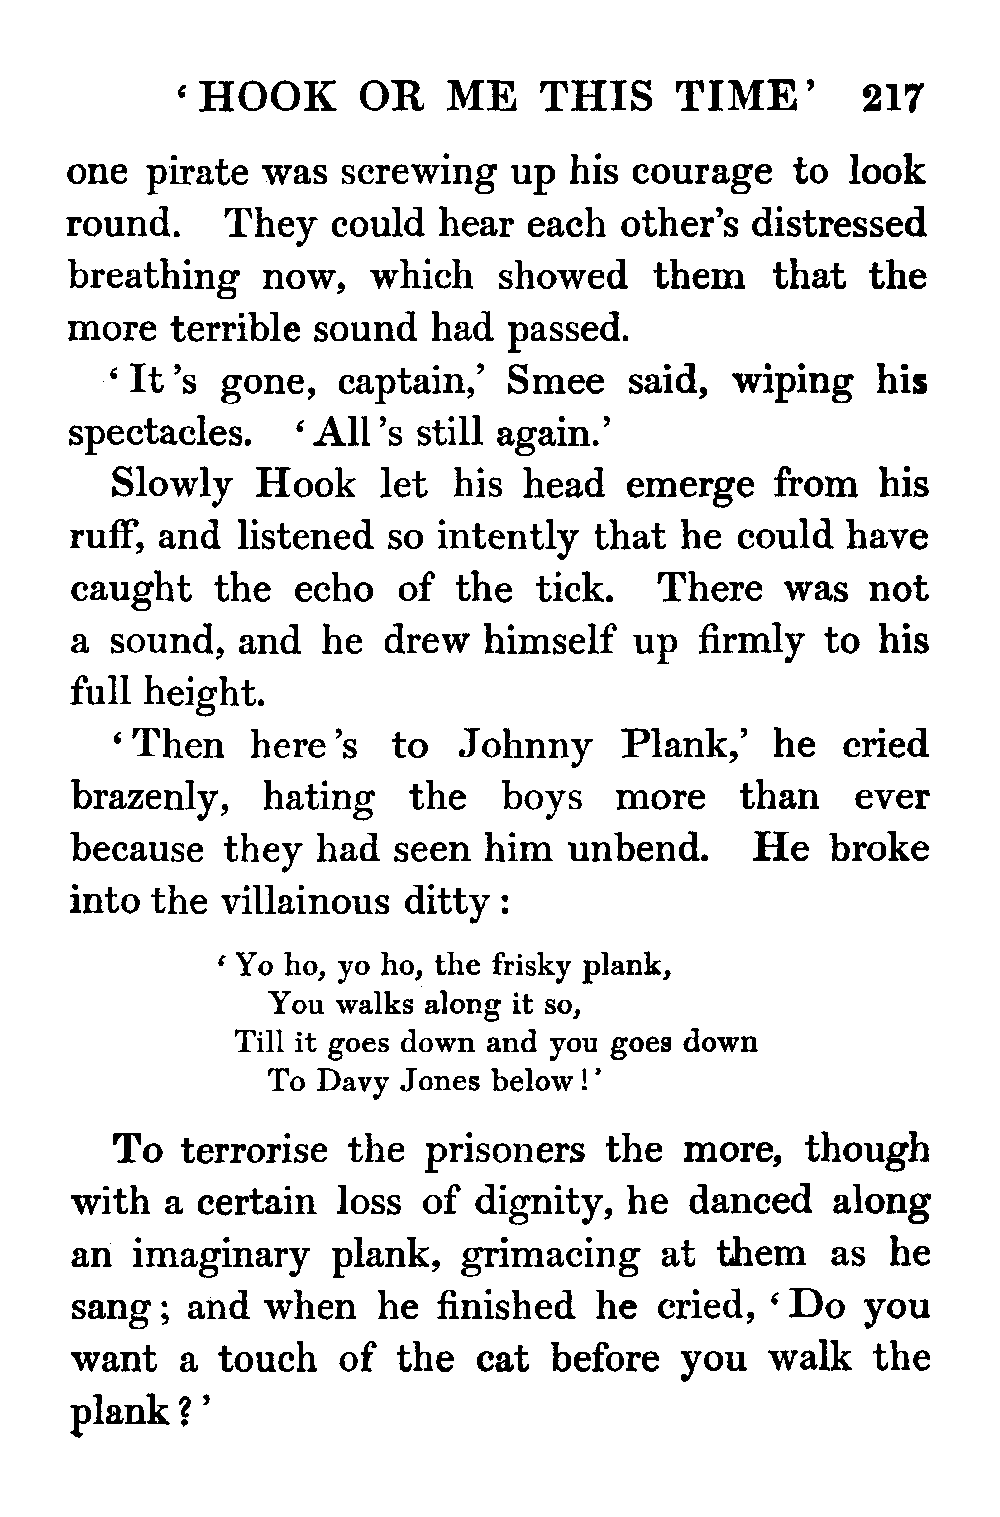 ‘ HOOK OR ME THIS TIME ’ 217
one pirate was screwing up his courage to look
round. They could hear each other’s distressed
breathing now, which showed them that the
more terrible sound had passed.
‘ It ’s gone, captain,’ Smee said, wiping his
spectacles. ‘ All ’s still again.’
Slowly Hook let his head emerge from his
ruff, and listened so intently that he could have
caught the echo of the tick. There was not
a sound, and he drew himself up firmly to his
full height.
‘ Then here ’s to Johnny Plank,’ he cried
brazenly, hating the boys more than ever
because they had seen him unbend. He broke
into the villainous ditty :
‘ Yo ho, yo ho, the frisky plank,
You walks along it so,
Till it goes down and you goes down
To Davy Jones below ! ’
To terrorise the prisoners the more, though
with a certain loss of dignity, he danced along
an imaginary plank, grimacing at them as he
sang ; and when he finished he cried, ‘ Do you
want a touch of the cat before you walk the
plank ? ’